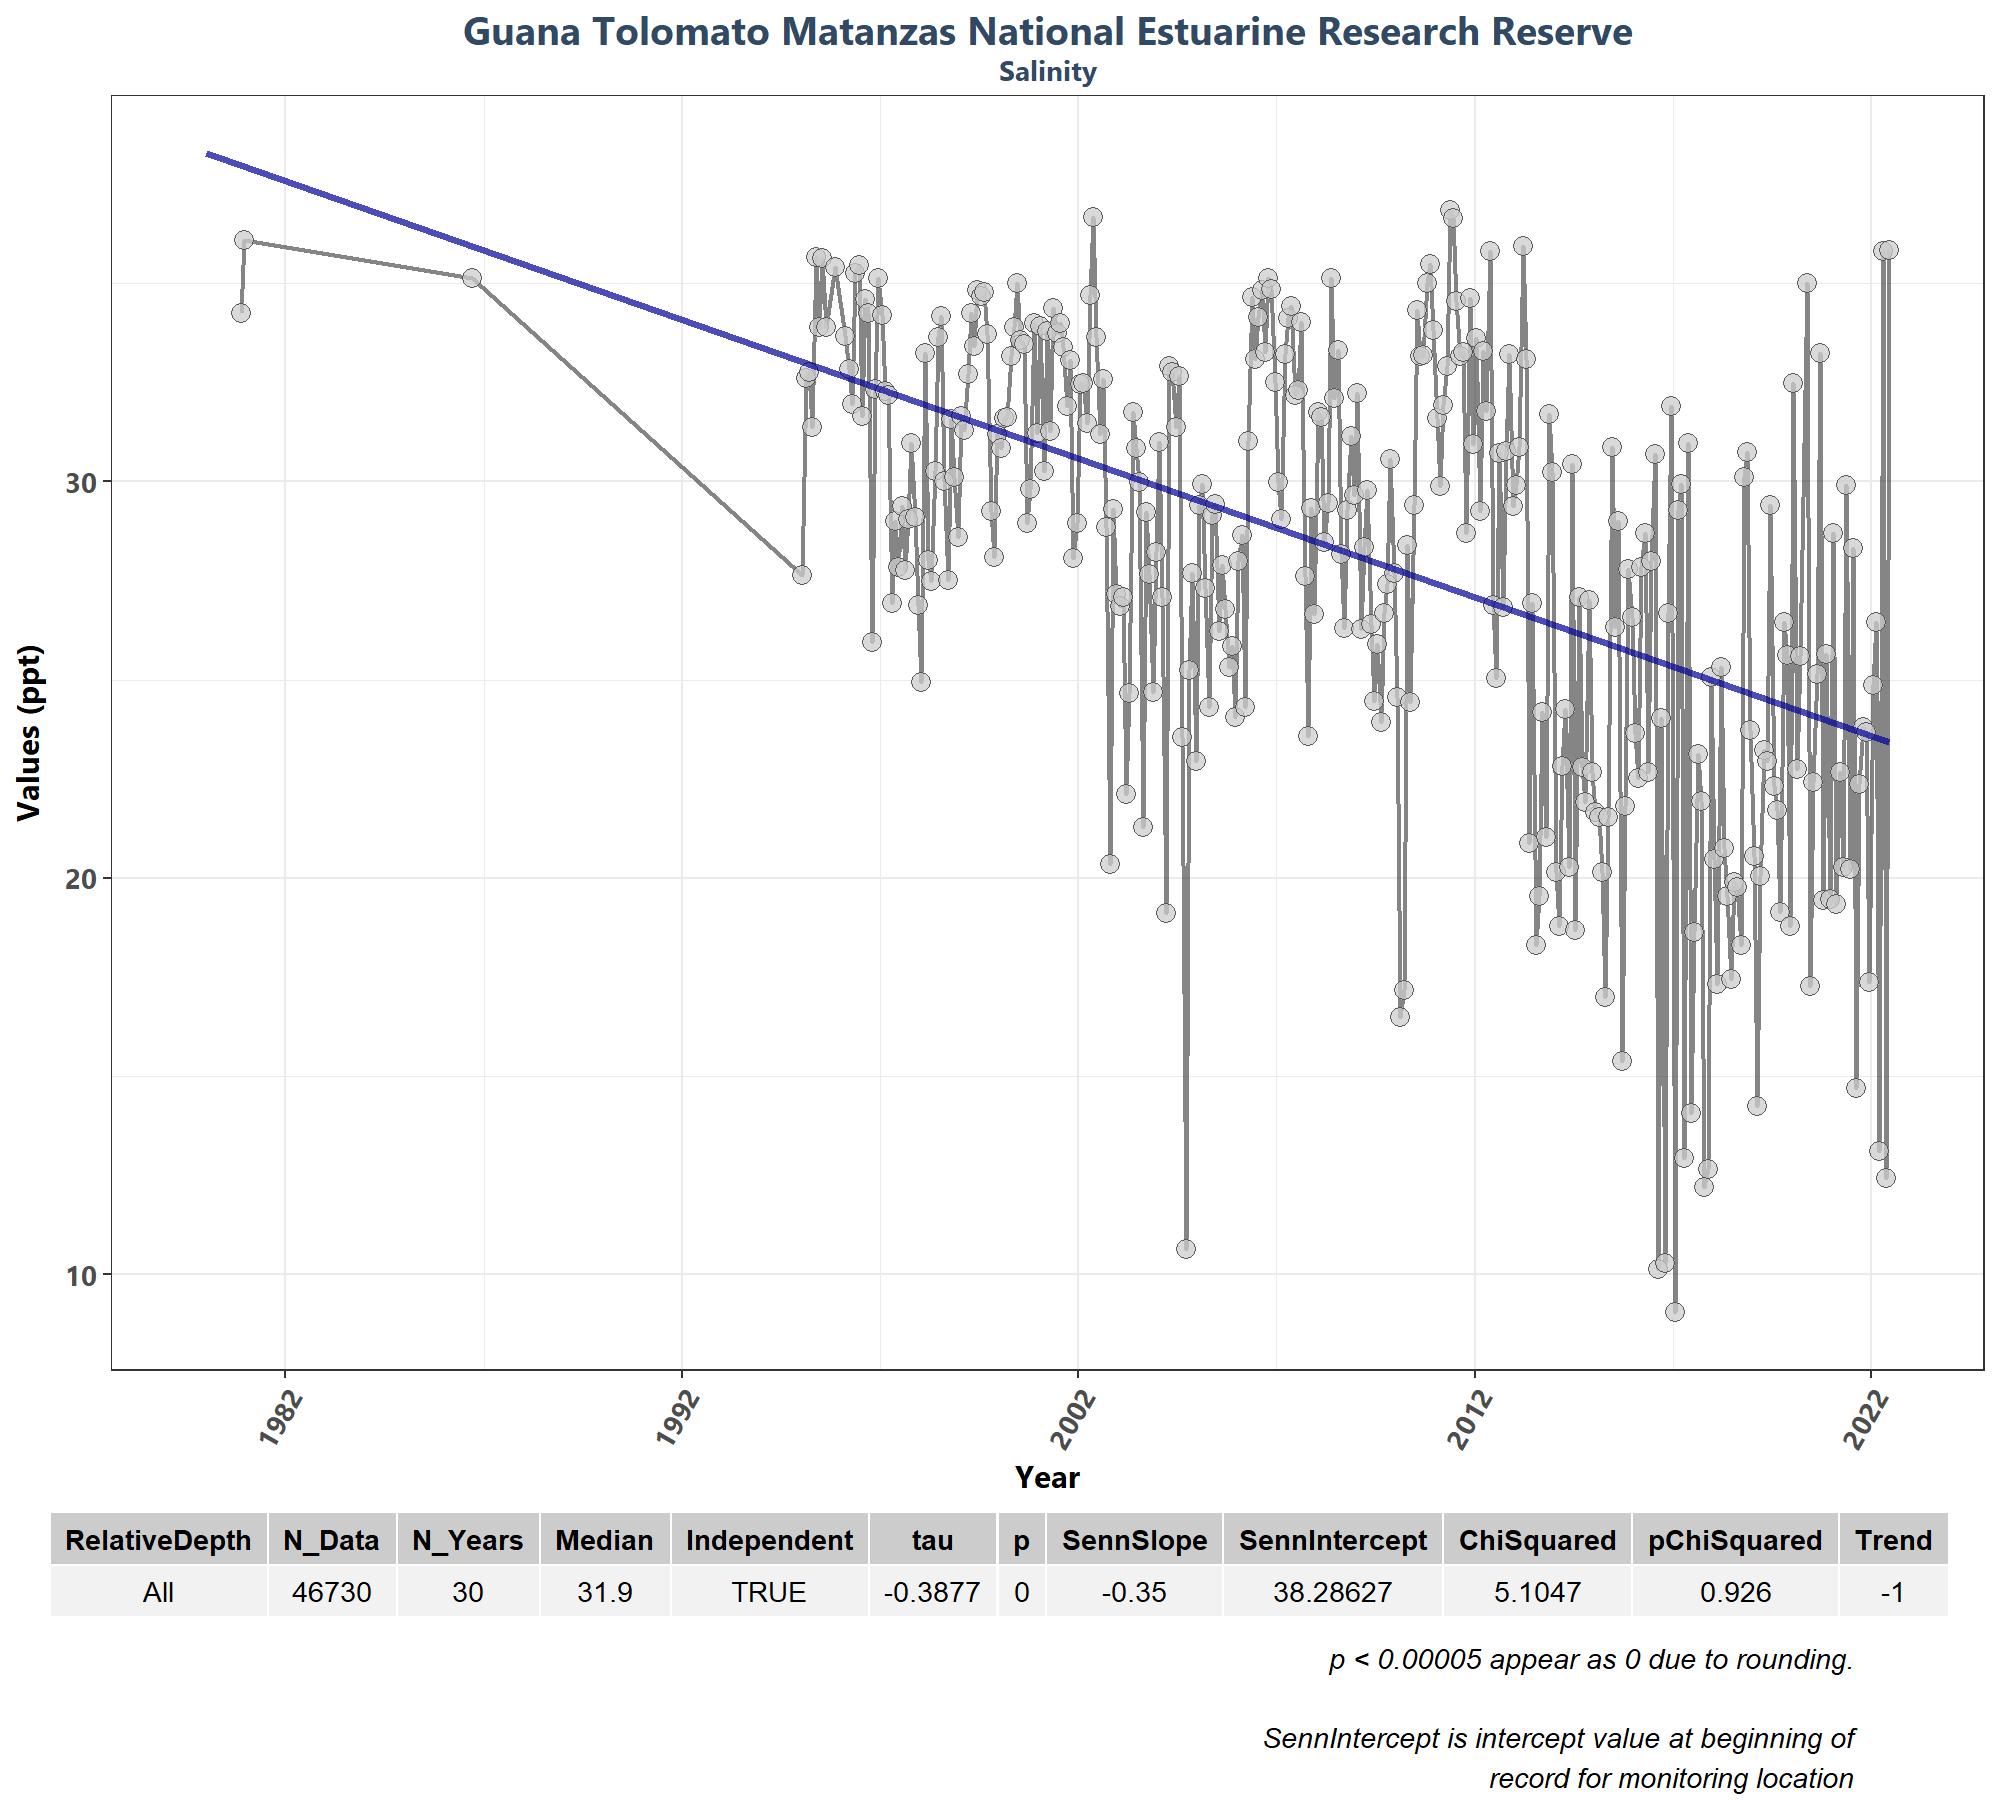 Guana Tolomato Matanzas National Estuarine Research Reserve
Salinity
Values (ppt)
30
20
10
1982 1992 2002 2012 2022
Year
RelativeDepth N_Data N_Years Median Independent tau p SennSlope SennIntercept ChiSquared pChiSquared Trend
All 46730 30 31.9 TRUE -0.3877 0 -0.35 38.28627 5.1047 0.926 -1
p < 0.00005 appear as 0 due to rounding.
SennIntercept is intercept value at beginning of
record for monitoring location